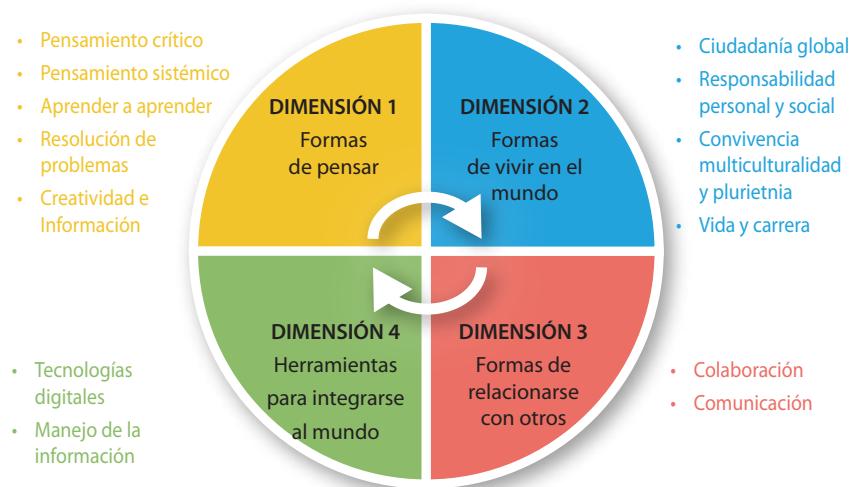 • Pensamiento crítico
• Pensamiento sistémico
• Aprender a aprender
• Resolución de
problemas
• Creatividad e
Información
DIMENSIÓN 1
Formas
de pensar
DIMENSIÓN 2
Formas
de vivir en el
mundo
• Ciudadanía global
• Responsabilidad
personal y social
• Convivencia
multiculturalidad
y plurietnia
• Vida y carrera
• Tecnologías
digitales
• Manejo de la
información
DIMENSIÓN 4
Herramientas
para integrarse
al mundo
DIMENSIÓN 3
Formas de
relacionarse
con otros
• Colaboración
• Comunicación